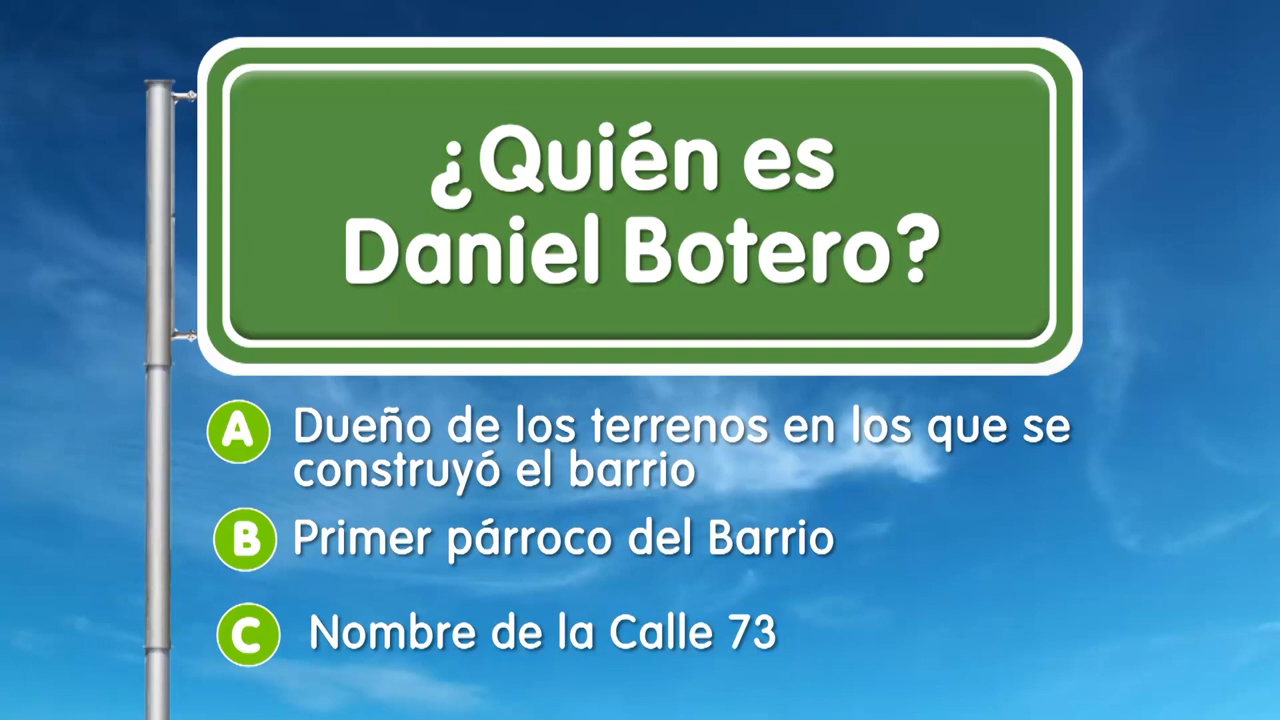 ¿Quién es
Daniel Botero?
A Dueño de los terrenos en los que se
construyó el barrio
B Primer párroco del Barrio
C Nombre de la Calle 73